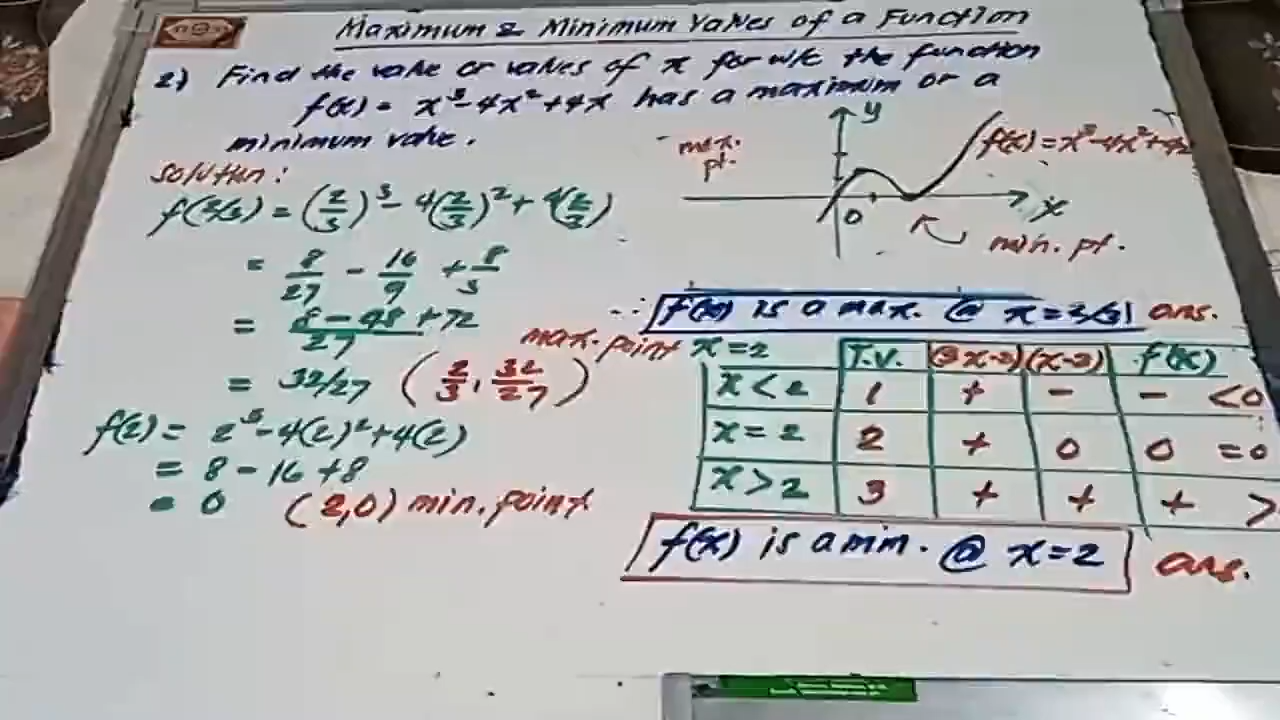 Maximum & Minimum Values of a Function
2) Find the value or values of x for w/c the function
f(x) = x³ - 4x² + 4x has a maximum or a
minimum value.
Solution:
f(2/3) = (2/3)³ - 4(2/3)² + 4(2/3)
= 8/27 - 16/9 + 8/3
= 8 - 48 + 72 / 27
= 32/27 (2/3, 32/27) max. point
f(2) = 2³ - 4(2)² + 4(2)
= 8 - 16 + 8
= 0 (2,0) min. point
max. pt.
y
f(x) = x³ - 4x² + 4x
0
x
min. pt.
∴ f(x) is a max. @ x = 2/3 ans.
x = 2 T.V. (3x-2) (x-2) f'(x)
x < 2 1 + - - < 0
x = 2 2 + 0 0 = 0
x > 2 3 + + + >
f(x) is a min. @ x = 2 ans.